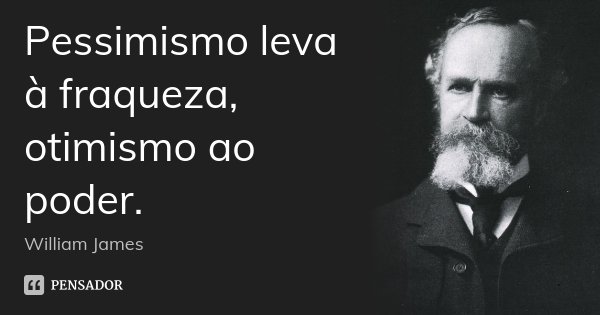 Pessimismo leva
à fraqueza,
otimismo ao
poder.
William James
PENSADOR